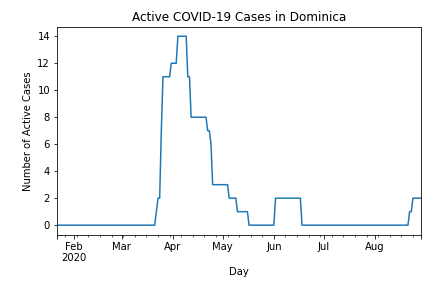 Active COVID-19 Cases in Dominica
Number of Active Cases
14
12
10
8
6
4
2
0
Feb Mar Apr May Jun Jul Aug
2020
Day